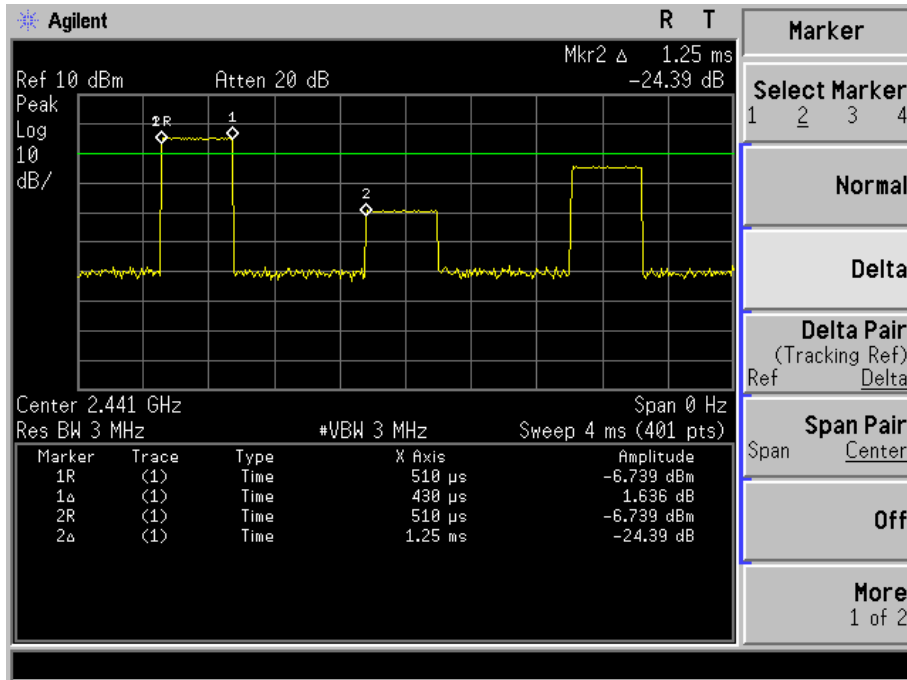 Agilent
R T
Mkr2 Δ 1.25 ms
Ref 10 dBm Atten 20 dB -24.39 dB
Peak
Log
10
dB/
2R
1
2
Center 2.441 GHz Span 0 Hz
Res BW 3 MHz #VBW 3 MHz Sweep 4 ms (401 pts)
Marker Trace Type X Axis Amplitude
1R (1) Time 510 µs -6.739 dBm
1Δ (1) Time 430 µs 1.636 dB
2R (1) Time 510 µs -6.739 dBm
2Δ (1) Time 1.25 ms -24.39 dB
Marker
Select Marker
1 2 3 4
Normal
Delta
Delta Pair
(Tracking Ref)
Ref Delta
Span Pair
Span Center
Off
More
1 of 2